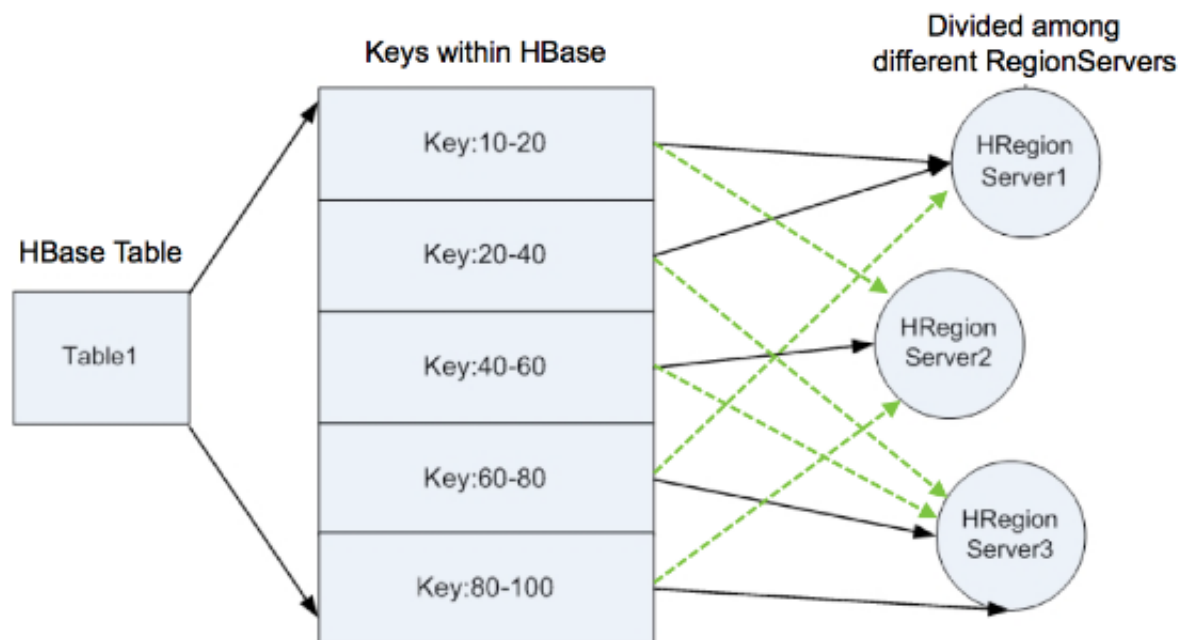 Divided among
different RegionServers
Keys within HBase
HBase Table
Table1
Key:10-20
Key:20-40
Key:40-60
Key:60-80
Key:80-100
HRegion
Server1
HRegion
Server2
HRegion
Server3